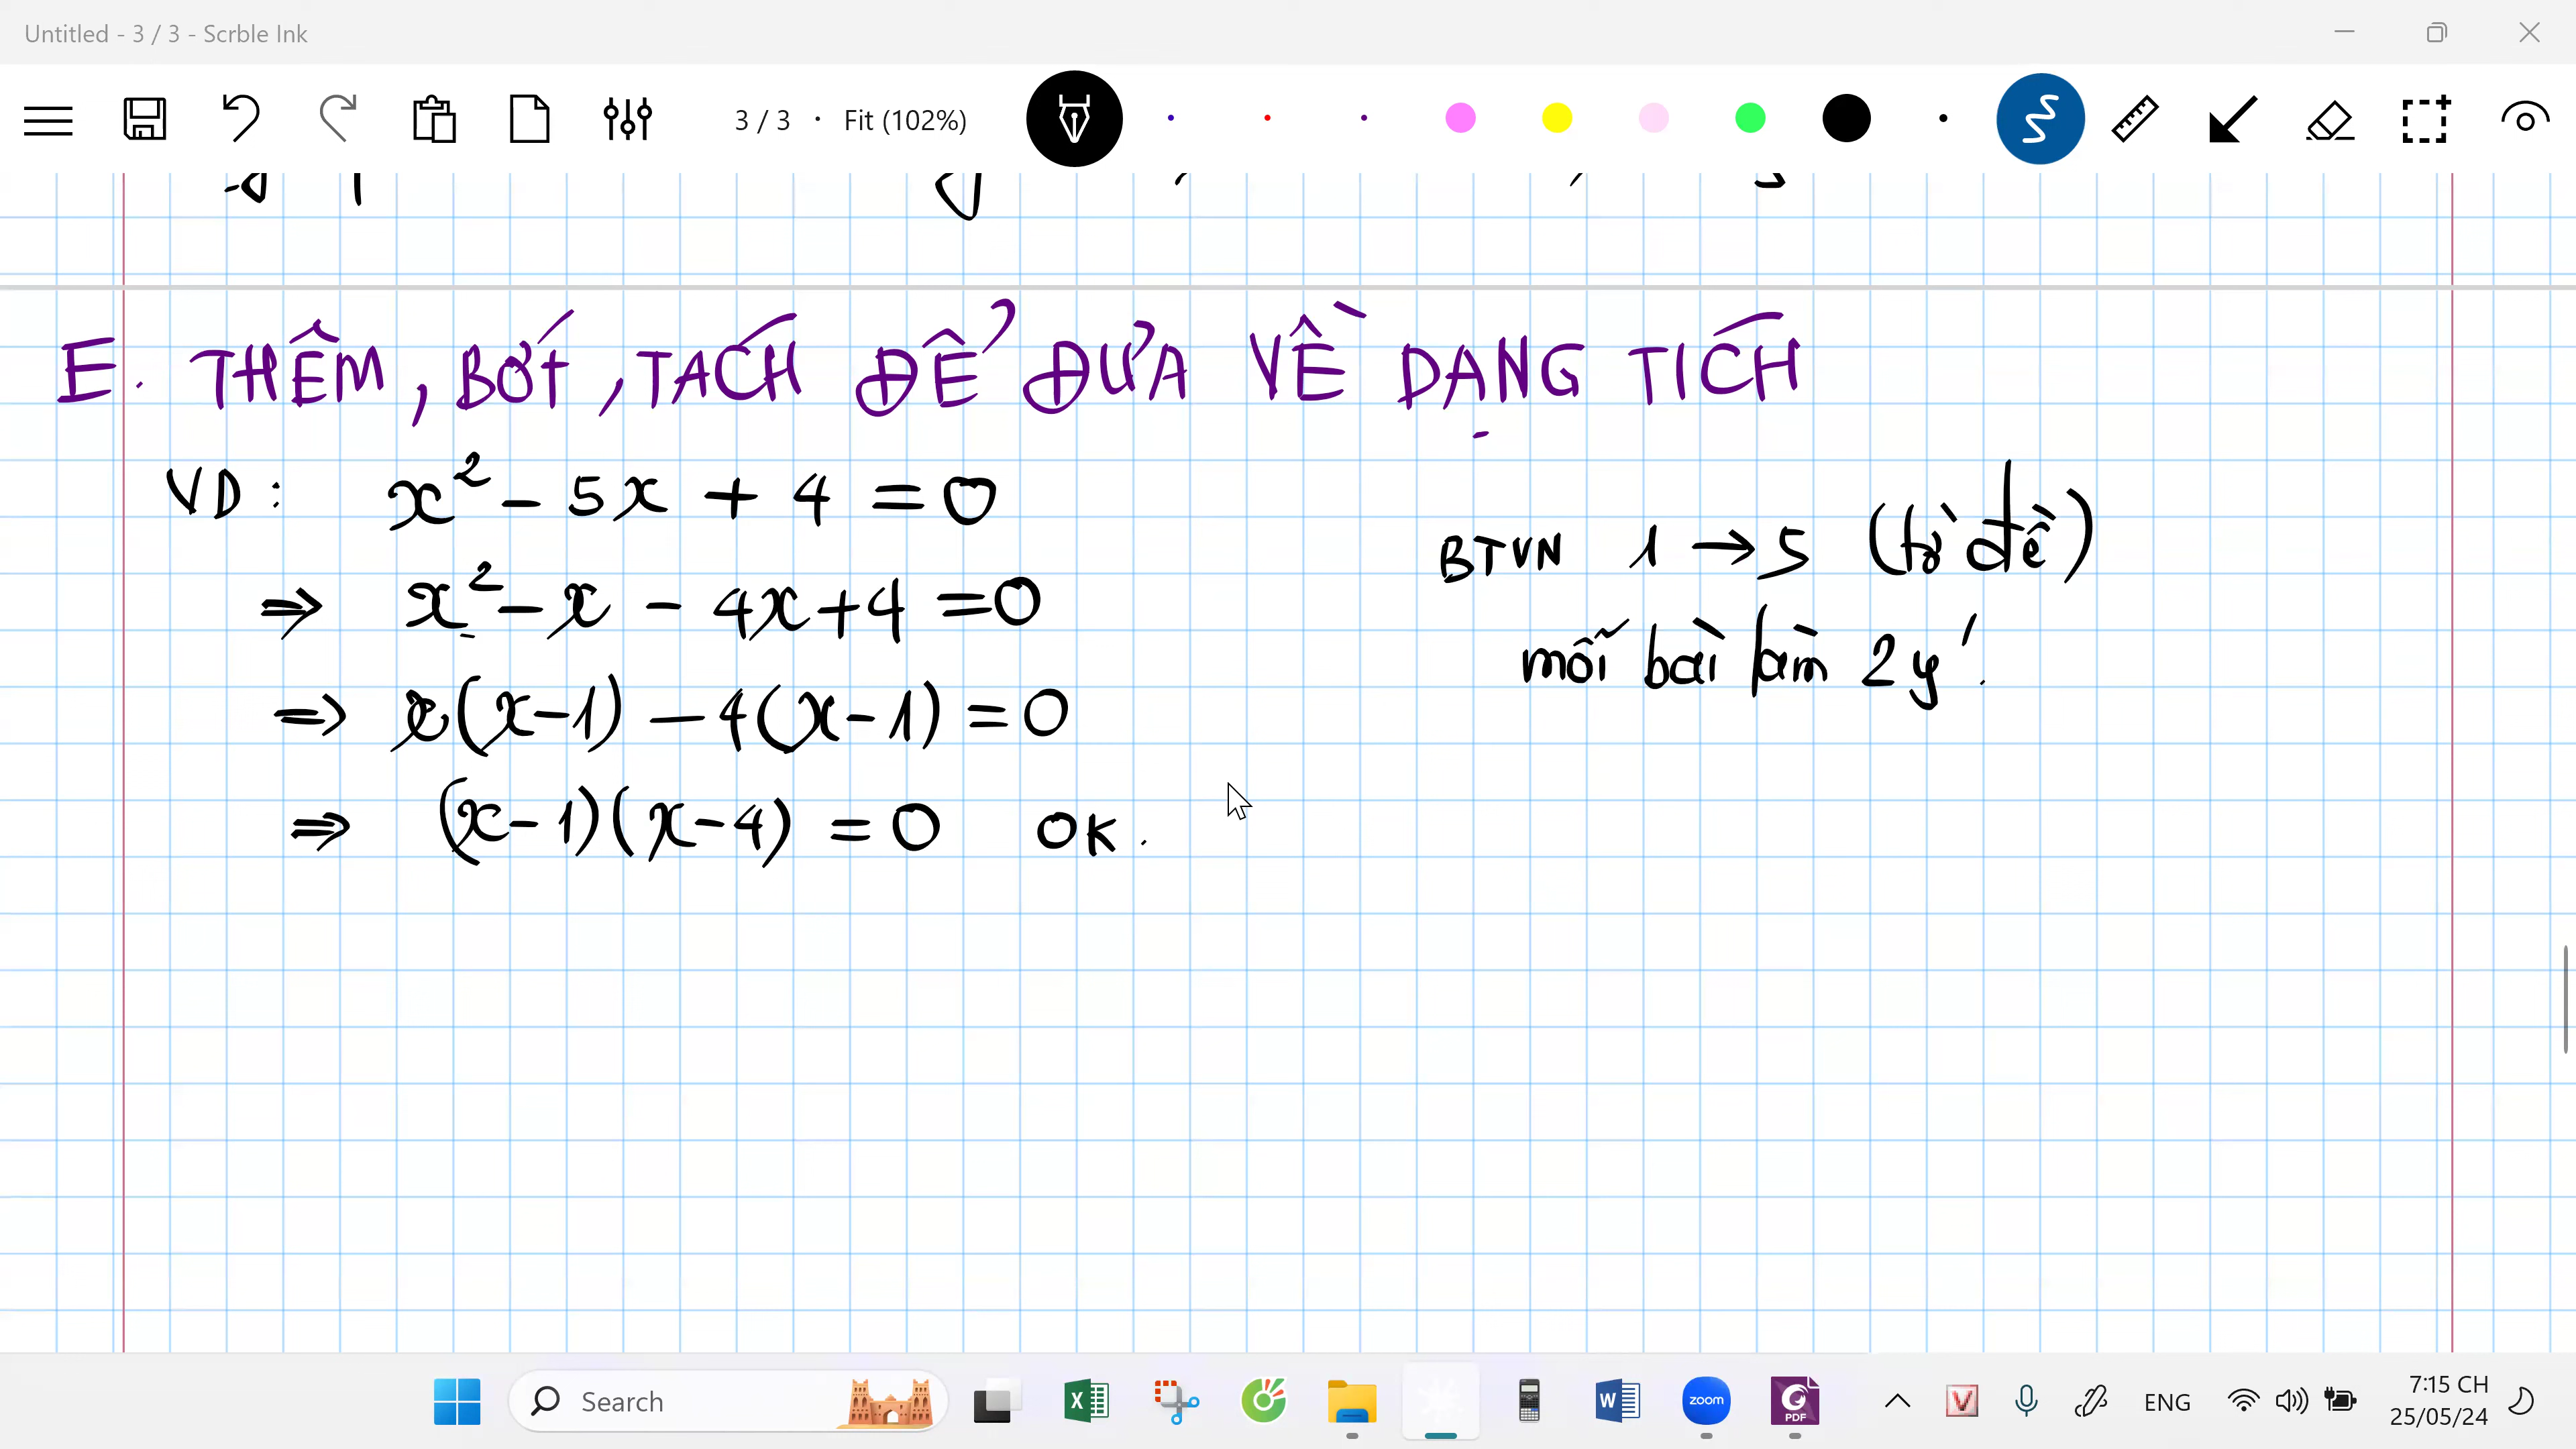 Untitled - 3 / 3 - Scrble Ink
3 / 3 · Fit (102%)
E. THÊM, BỚT, TÁCH ĐỂ ĐƯA VỀ DẠNG TÍCH
VD: x² - 5x + 4 = 0
⇒ x² - x - 4x + 4 = 0
⇒ x(x-1) - 4(x-1) = 0
⇒ (x-1)(x-4) = 0 OK.
BTVN 1 → 5 (tờ đề)
mỗi bài làm 2 ý.
Search
zoom
PDF
ENG
7:15 CH
25/05/24